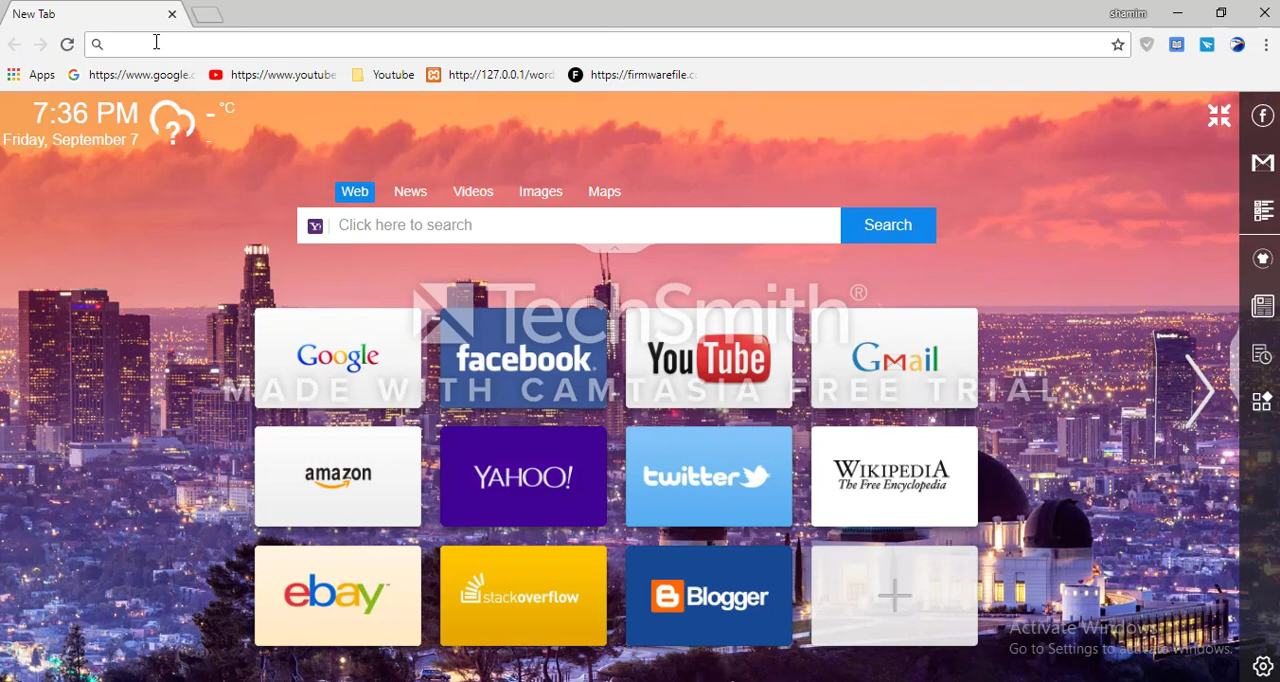 New Tab
shamim
Apps
https://www.google.c
https://www.youtube
Youtube
http://127.0.0.1/word
https://firmwarefile.c
7:36 PM
- °C
Friday, September 7
-
Web
News
Videos
Images
Maps
Click here to search
Search
TechSmith®
MADE WITH CAMTASIA FREE TRIAL
Google
facebook
YouTube
Gmail
amazon
YAHOO!
twitter
WIKIPEDIA
The Free Encyclopedia
ebay™
stackoverflow
Blogger
Activate Windows
Go to Settings to activate Windows.